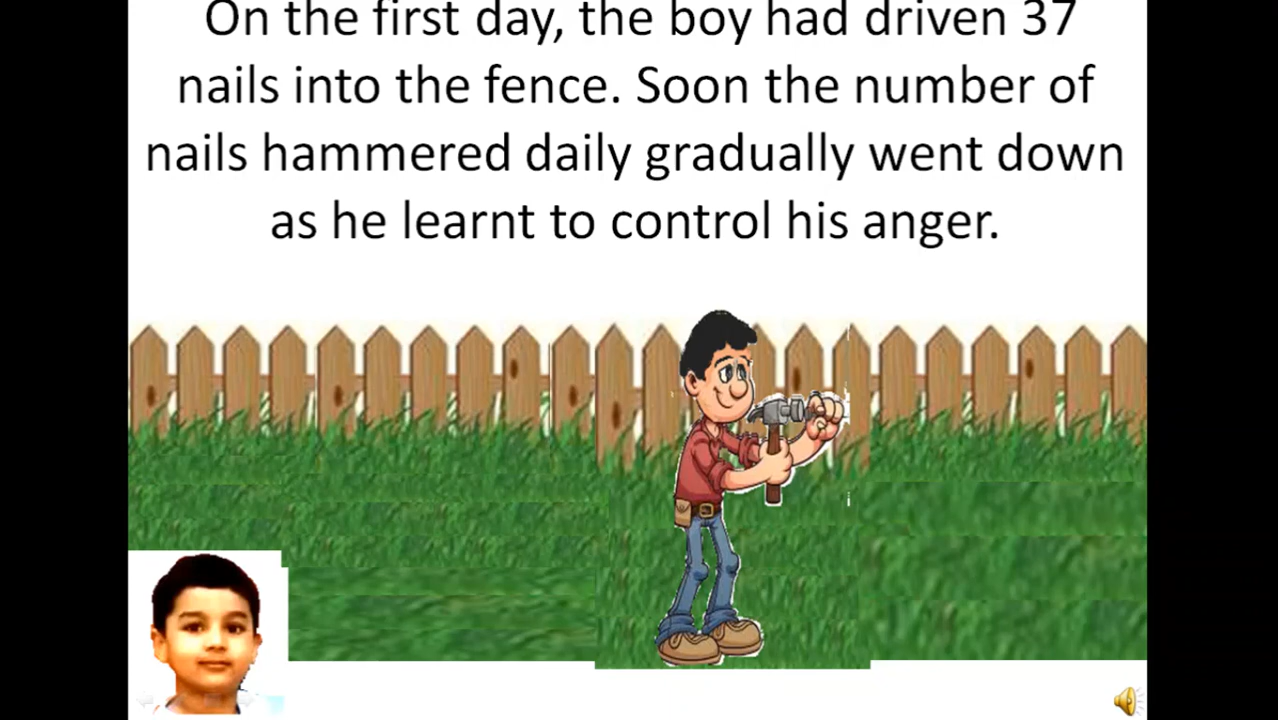 On the first day, the boy had driven 37
nails into the fence. Soon the number of
nails hammered daily gradually went down
as he learnt to control his anger.